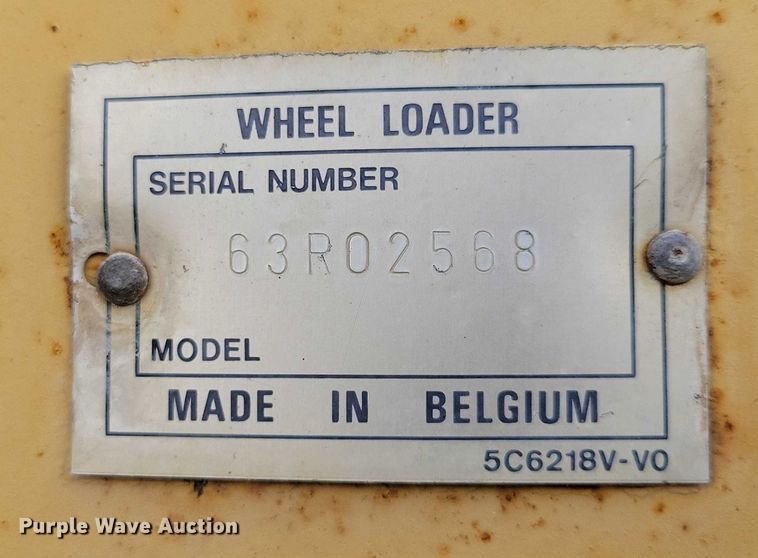 WHEEL LOADER
SERIAL NUMBER
63R02568
MODEL
MADE IN BELGIUM
5C6218V-V0
Purple Wave Auction